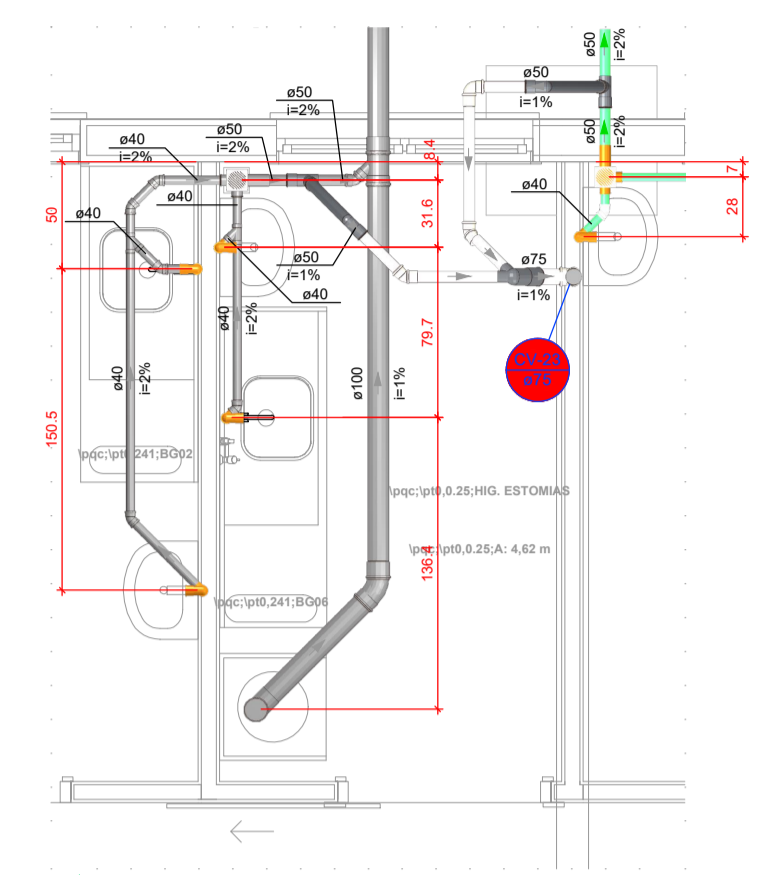 ø50
i=2%
ø50
i=1%
ø50
i=2%
ø50
i=2%
8.4
ø50
i=2%
ø40
i=2%
7
50
ø40
ø40
31.6
ø40
28
ø50
i=1%
ø40
ø75
i=1%
ø40
i=2%
79.7
CV-23
ø75
ø40
i=2%
ø100
i=1%
150.5
\pqc;\pt0,241;BG02
\pqc;\pt0,0.25;HIG. ESTOMIAS
\pqc;\pt0,0.25;A: 4,62 m
136.4
\pqc;\pt0,241;BG06